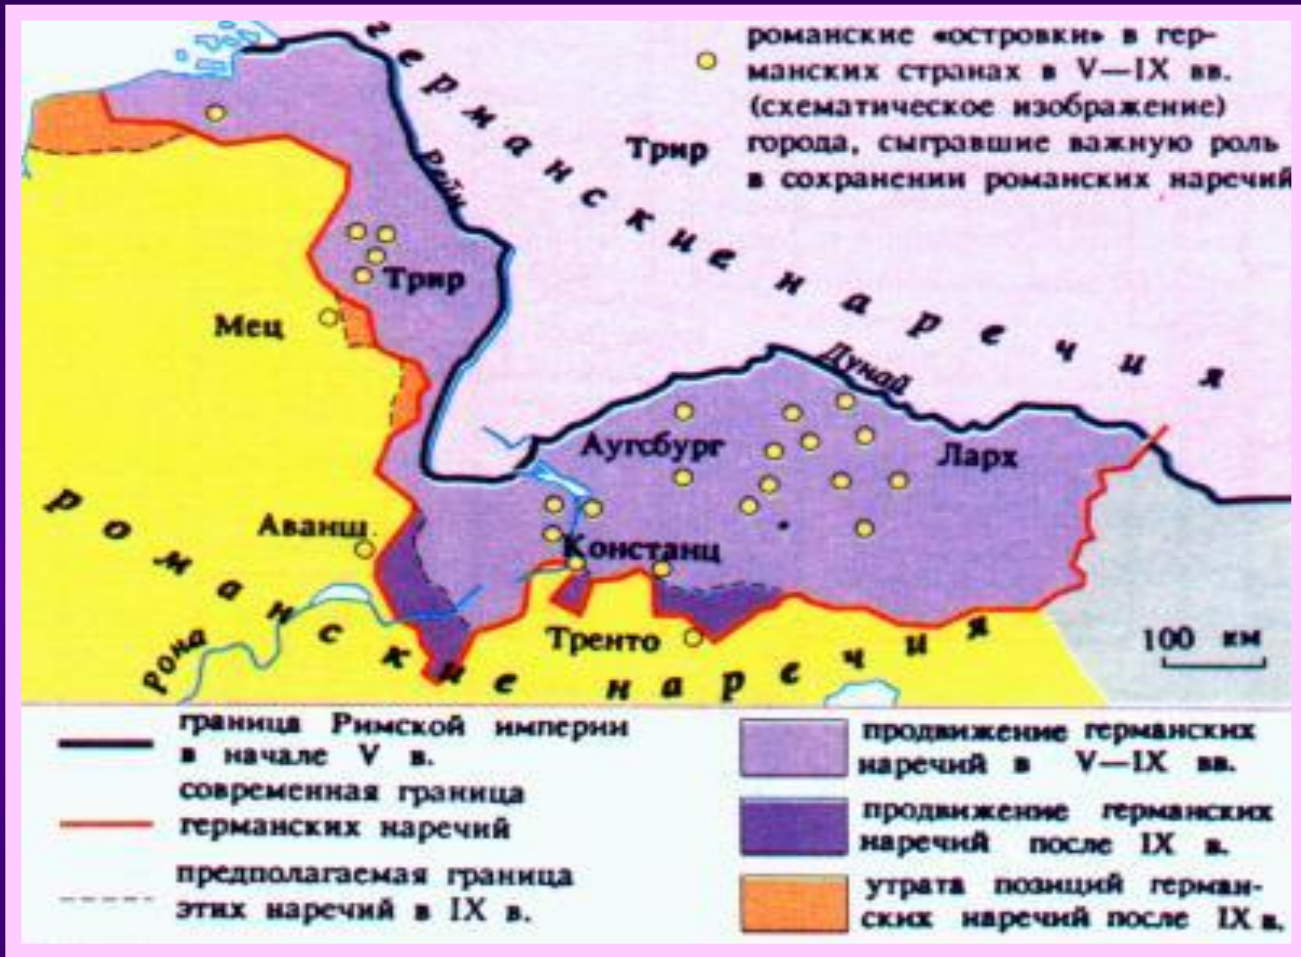 романские «островки» в гер-
манских странах в V—IX вв.
(схематическое изображение)
Трир города, сыгравшие важную роль
в сохранении романских наречий
германские наречия
Рейн
Трир
Мец
Дунай
Аугсбург
Ларх
Аванш
Констанц
Тренто
Рона
романские наречия
100 км
граница Римской империи
в начале V в.
современная граница
германских наречий
предполагаемая граница
этих наречий в IX в.
продвижение германских
наречий в V—IX вв.
продвижение германских
наречий после IX в.
утрата позиций герман-
ских наречий после IX в.